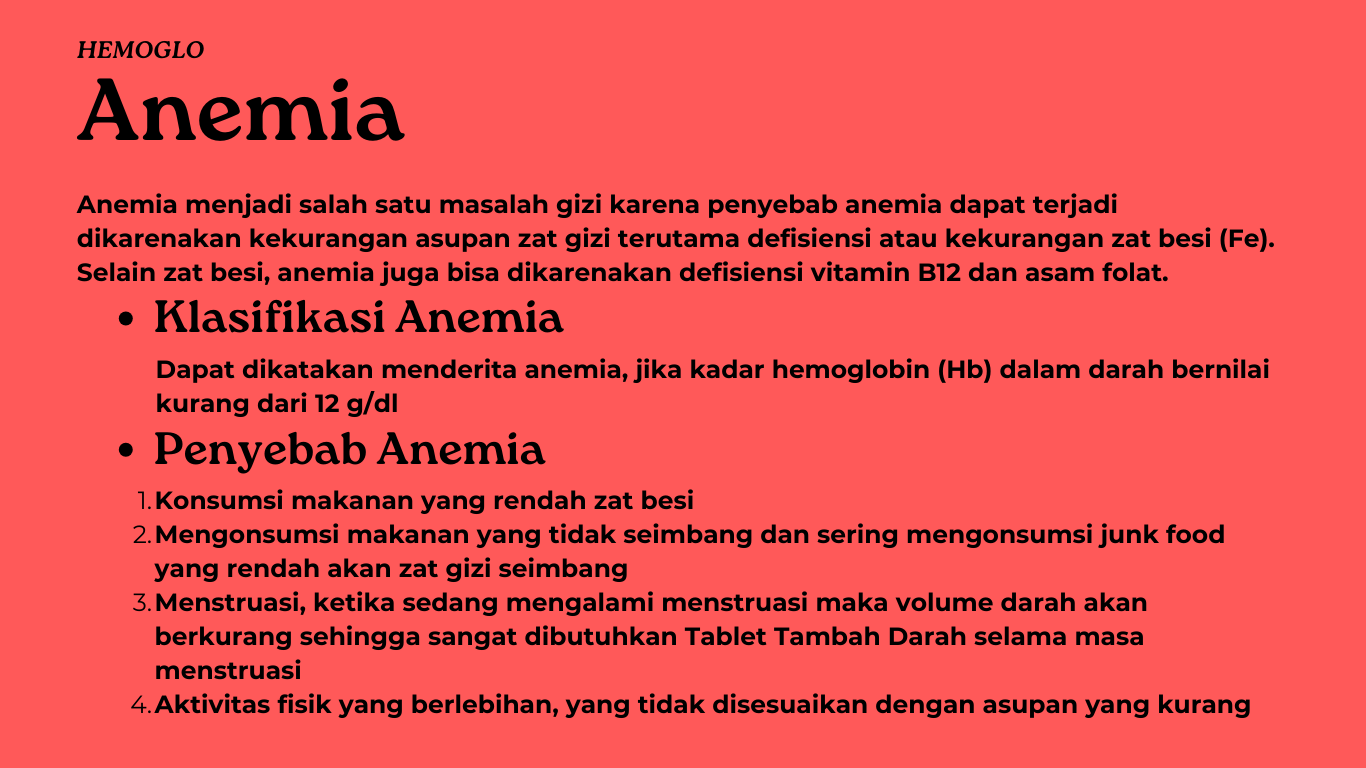 HEMOGLO
Anemia
Anemia menjadi salah satu masalah gizi karena penyebab anemia dapat terjadi
dikarenakan kekurangan asupan zat gizi terutama defisiensi atau kekurangan zat besi (Fe).
Selain zat besi, anemia juga bisa dikarenakan defisiensi vitamin B12 dan asam folat.
• Klasifikasi Anemia
Dapat dikatakan menderita anemia, jika kadar hemoglobin (Hb) dalam darah bernilai
kurang dari 12 g/dl
• Penyebab Anemia
1. Konsumsi makanan yang rendah zat besi
2. Mengonsumsi makanan yang tidak seimbang dan sering mengonsumsi junk food
yang rendah akan zat gizi seimbang
3. Menstruasi, ketika sedang mengalami menstruasi maka volume darah akan
berkurang sehingga sangat dibutuhkan Tablet Tambah Darah selama masa
menstruasi
4. Aktivitas fisik yang berlebihan, yang tidak disesuaikan dengan asupan yang kurang